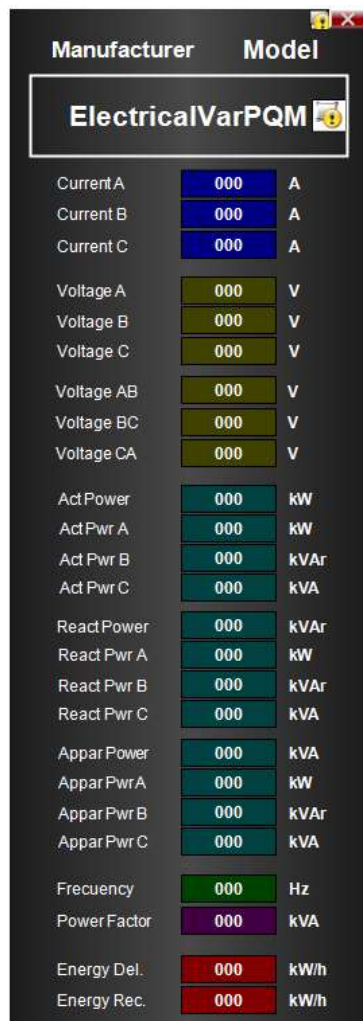 Manufacturer Model
ElectricalVarPQM
Current A 000 A
Current B 000 A
Current C 000 A
Voltage A 000 V
Voltage B 000 V
Voltage C 000 V
Voltage AB 000 V
Voltage BC 000 V
Voltage CA 000 V
Act Power 000 kW
Act Pwr A 000 kW
Act Pwr B 000 kVAr
Act Pwr C 000 kVA
React Power 000 kVAr
React Pwr A 000 kW
React Pwr B 000 kVAr
React Pwr C 000 kVA
Appar Power 000 kVA
Appar Pwr A 000 kW
Appar Pwr B 000 kVAr
Appar Pwr C 000 kVA
Frecuency 000 Hz
Power Factor 000 kVA
Energy Del. 000 kW/h
Energy Rec. 000 kW/h